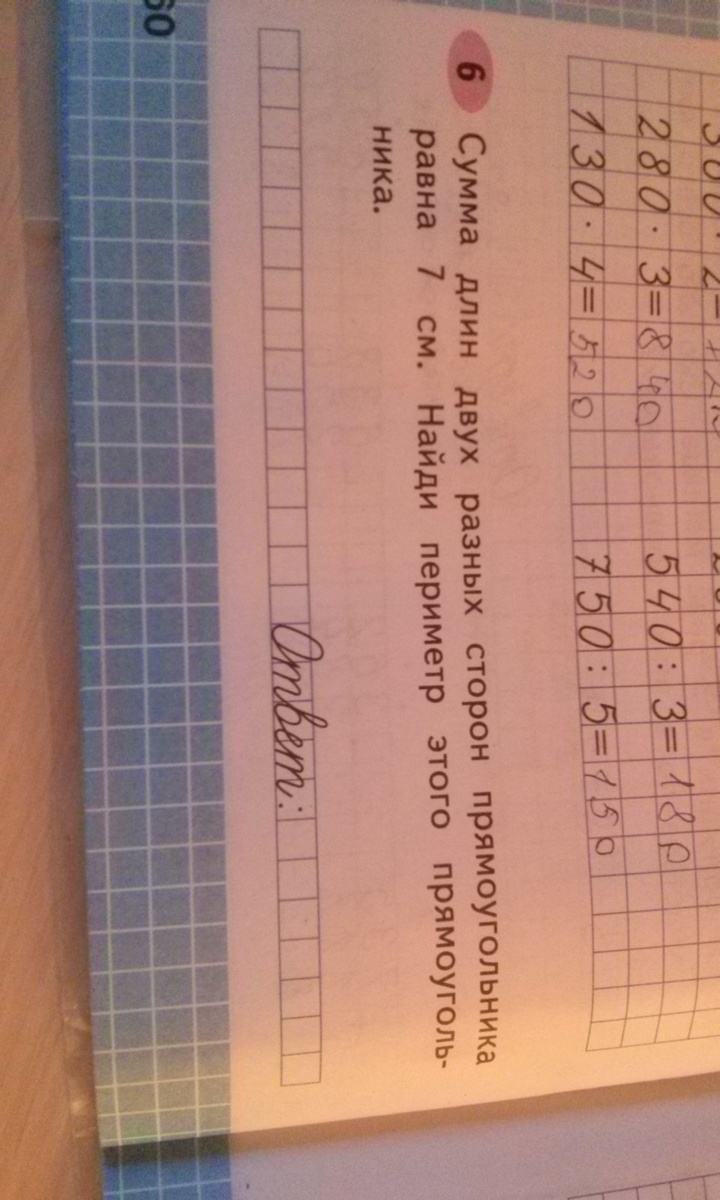 280 · 3 = 840 540 : 3 = 180
130 · 4 = 520 750 : 5 = 150
6 Сумма длин двух разных сторон прямоугольника
равна 7 см. Найди периметр этого прямоуголь-
ника.
Ответ:
60